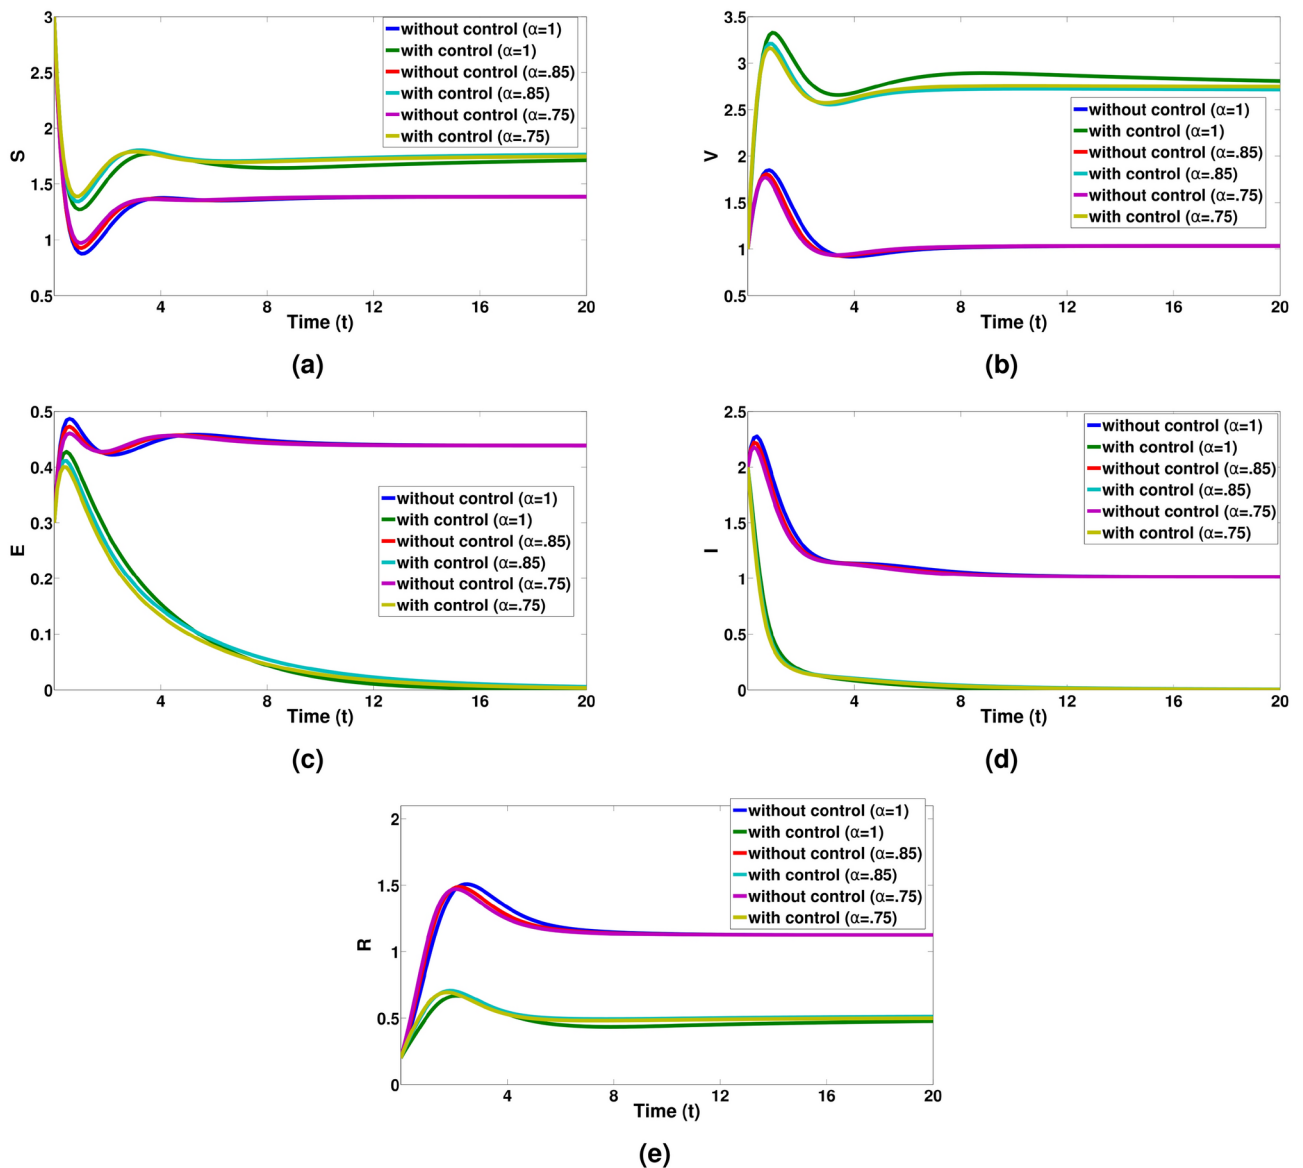 3
2.5
2
1.5
1
0.5
S
4
8
12
16
20
Time (t)
without control (α=1)
with control (α=1)
without control (α=.85)
with control (α=.85)
without control (α=.75)
with control (α=.75)
(a)
3.5
3
2.5
2
1.5
1
0.5
0
V
4
8
12
16
20
Time (t)
without control (α=1)
with control (α=1)
without control (α=.85)
with control (α=.85)
without control (α=.75)
with control (α=.75)
(b)
0.5
0.4
0.3
0.2
0.1
0
E
4
8
12
16
20
Time (t)
without control (α=1)
with control (α=1)
without control (α=.85)
with control (α=.85)
without control (α=.75)
with control (α=.75)
(c)
2.5
2
1.5
1
0.5
0
I
4
8
12
16
20
Time (t)
without control (α=1)
with control (α=1)
without control (α=.85)
with control (α=.85)
without control (α=.75)
with control (α=.75)
(d)
2
1.5
1
0.5
0
R
4
8
12
16
20
Time (t)
without control (α=1)
with control (α=1)
without control (α=.85)
with control (α=.85)
without control (α=.75)
with control (α=.75)
(e)